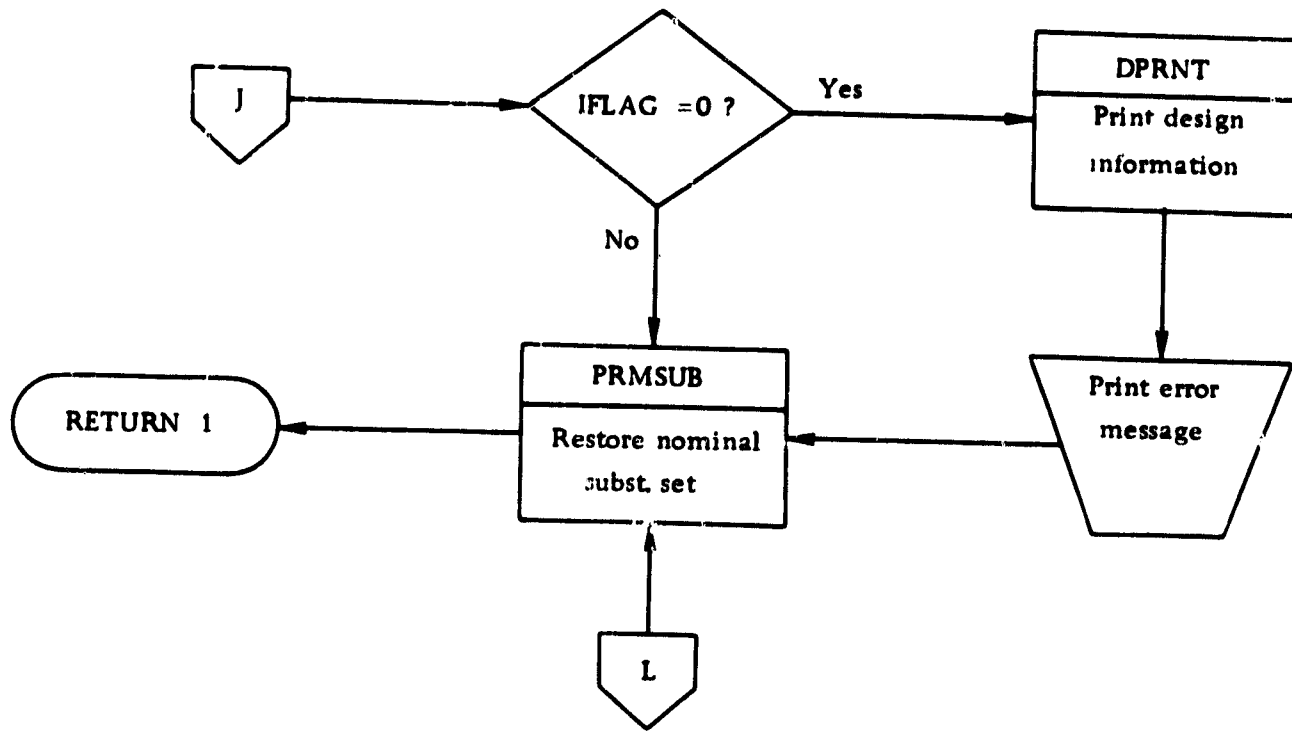 J
IFLAG =0 ?
Yes
DPRNT
Print design
information
No
PRMSUB
Restore nominal
subst. set
RETURN 1
Print error
message
L